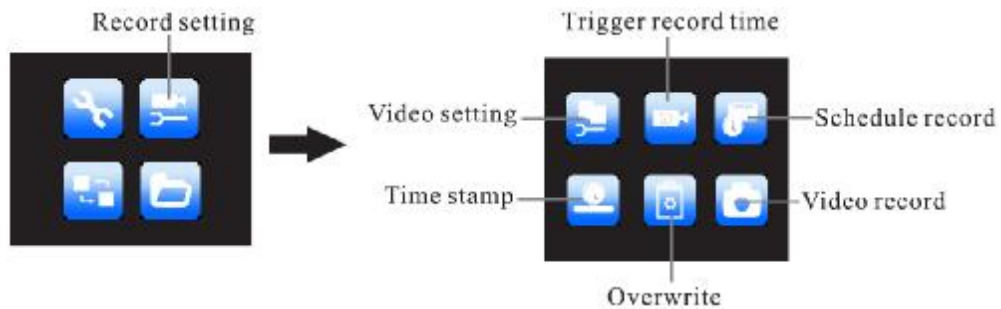 Record setting
Trigger record time
Video setting
Schedule record
Time stamp
Video record
Overwrite